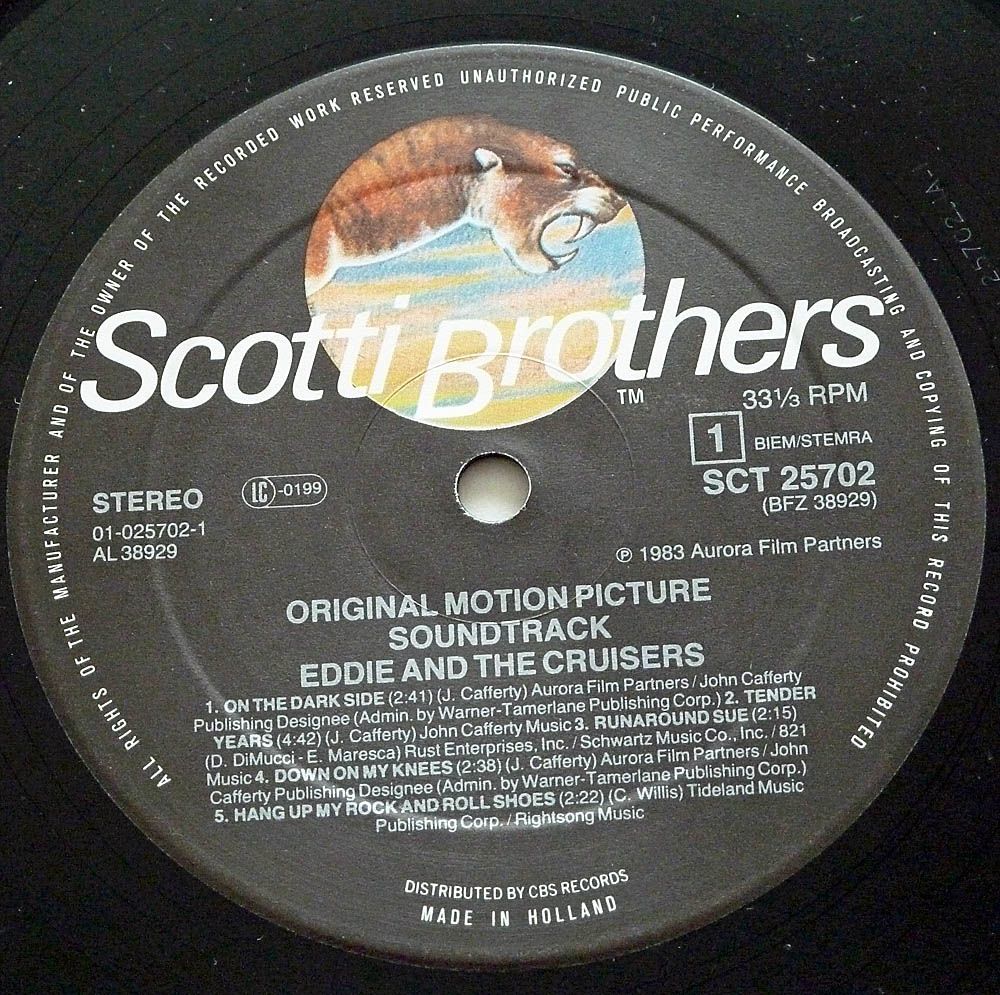 ALL RIGHTS OF THE MANUFACTURER AND OF THE OWNER OF THE RECORDED WORK RESERVED UNAUTHORIZED PUBLIC PERFORMANCE BROADCASTING AND COPYING OF THIS RECORD PROHIBITED
Scotti Brothers
TM
33⅓ RPM
1 BIEM/STEMRA
STEREO LC-0199
SCT 25702
(BFZ 38929)
01-025702-1
AL 38929
℗ 1983 Aurora Film Partners
ORIGINAL MOTION PICTURE
SOUNDTRACK
EDDIE AND THE CRUISERS
1. ON THE DARK SIDE (2:41) (J. Cafferty) Aurora Film Partners / John Cafferty
Publishing Designee (Admin. by Warner-Tamerlane Publishing Corp.) 2. TENDER
YEARS (4:42) (J. Cafferty) John Cafferty Music 3. RUNAROUND SUE (2:15)
(D. DiMucci - E. Maresca) Rust Enterprises, Inc. / Schwartz Music Co., Inc. / 821
Music 4. DOWN ON MY KNEES (2:38) (J. Cafferty) Aurora Film Partners / John
Cafferty Publishing Designee (Admin. by Warner-Tamerlane Publishing Corp.)
5. HANG UP MY ROCK AND ROLL SHOES (2:22) (C. Willis) Tideland Music
Publishing Corp. / Rightsong Music
DISTRIBUTED BY CBS RECORDS
MADE IN HOLLAND